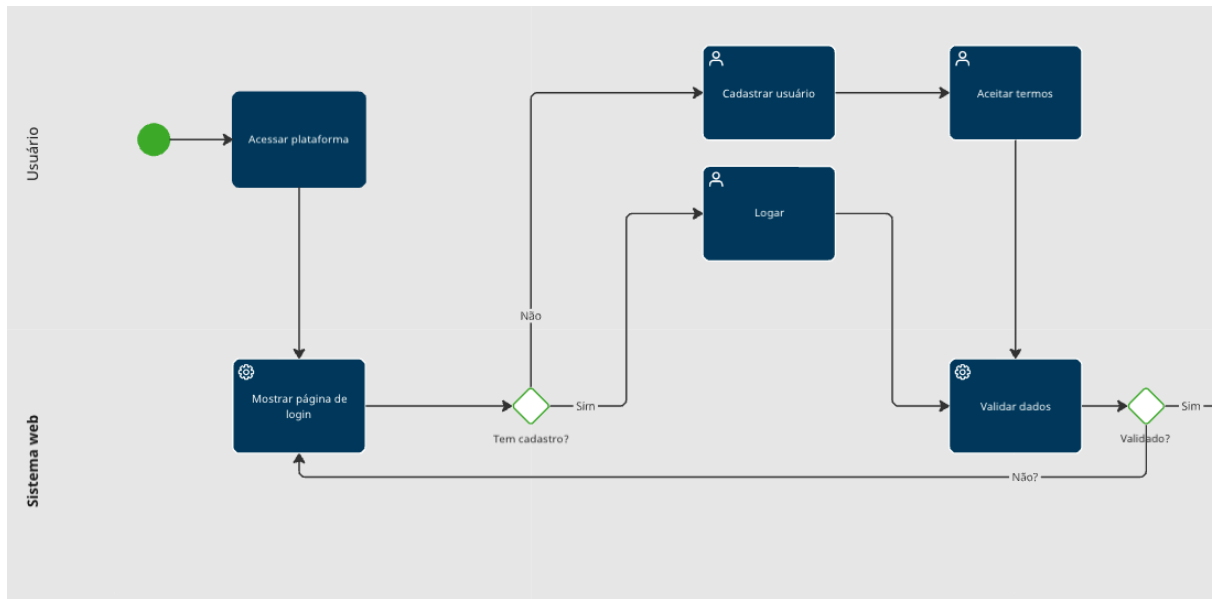 Usuário
Acessar plataforma
Cadastrar usuário
Aceitar termos
Logar
Não
Sistema web
Mostrar página de
login
Tem cadastro?
Sim
Validar dados
Validado?
Sim
Não?